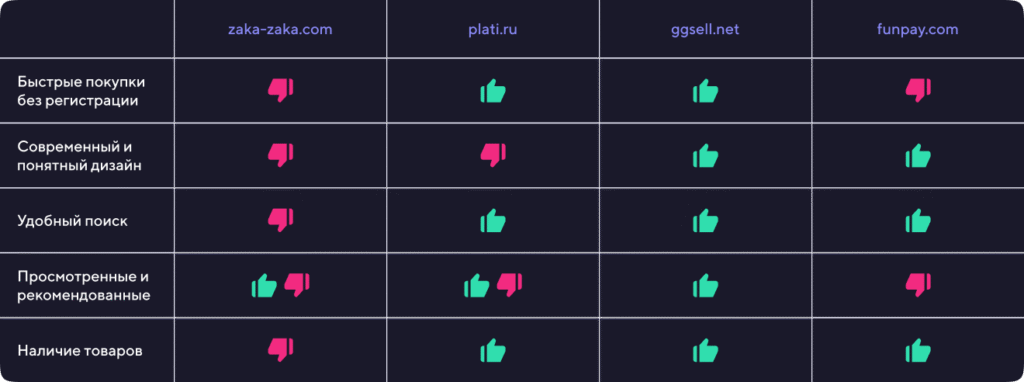 zaka-zaka.com
plati.ru
ggsell.net
funpay.com
Быстрые покупки
без регистрации
Современный и
понятный дизайн
Удобный поиск
Просмотренные и
рекомендованные
Наличие товаров